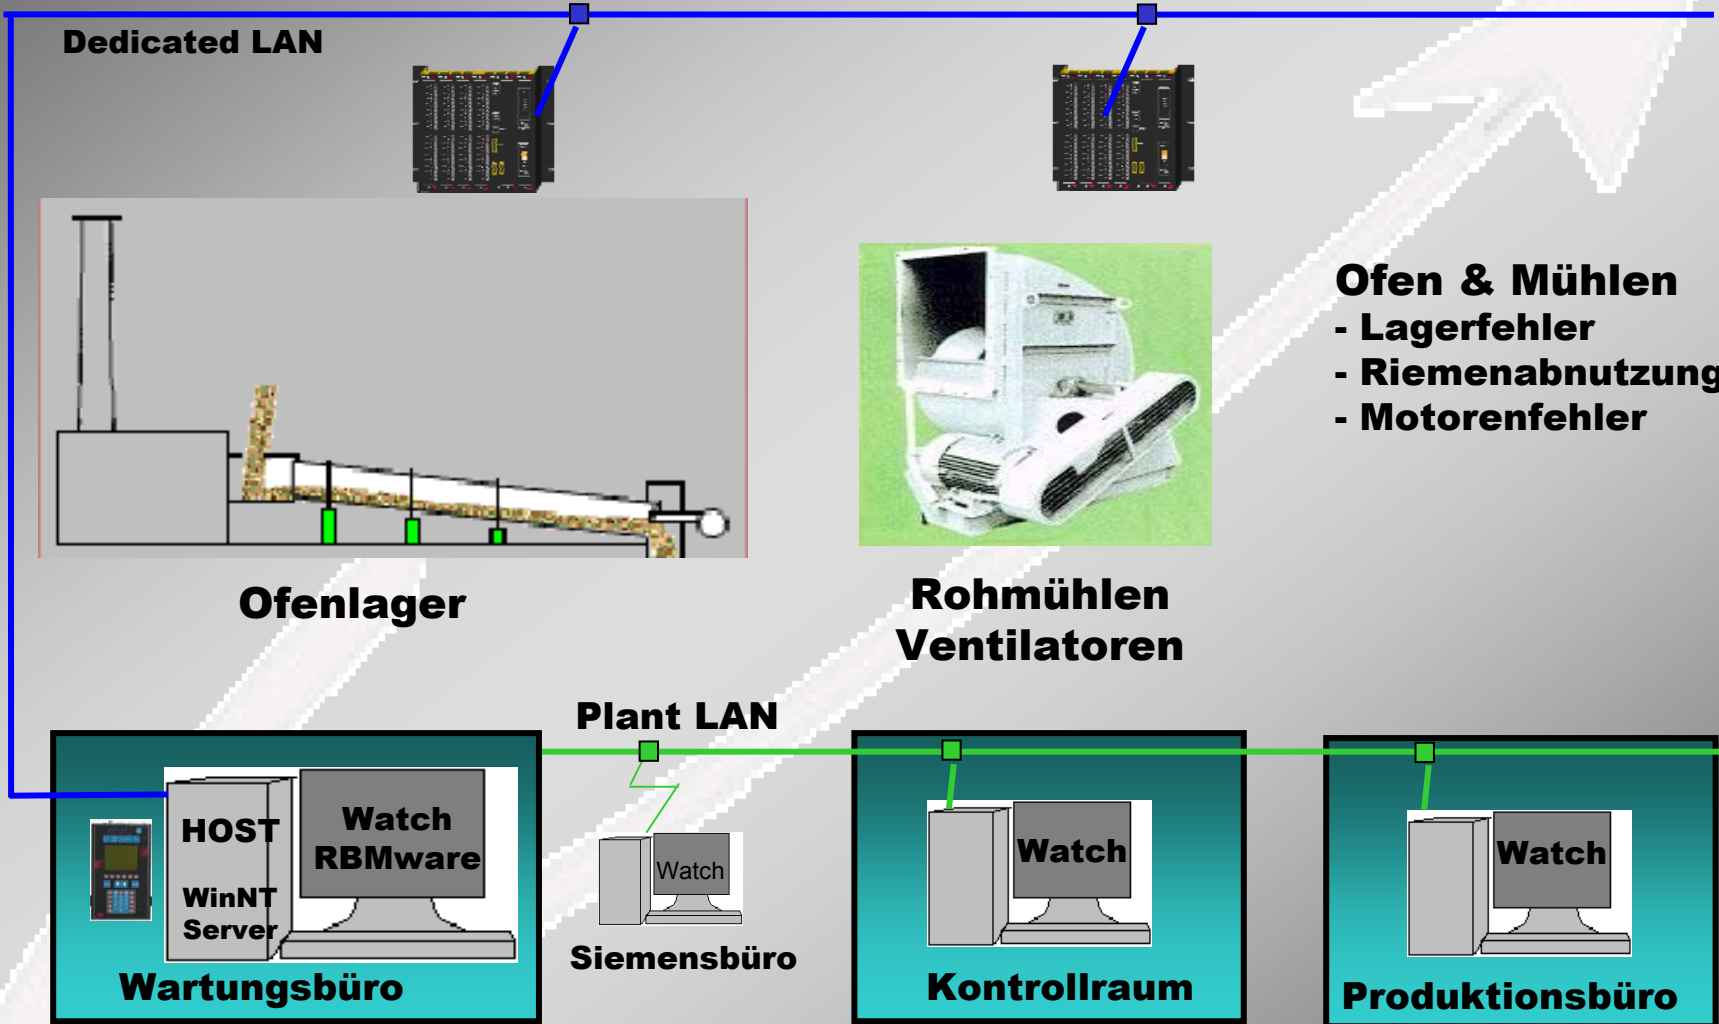 Dedicated LAN
Ofen & Mühlen
- Lagerfehler
- Riemenabnutzung
- Motorenfehler
Ofenlager
Rohmühlen
Ventilatoren
Plant LAN
HOST
WinNT
Server
Watch
RBMware
Wartungsbüro
Watch
Siemensbüro
Watch
Kontrollraum
Watch
Produktionsbüro